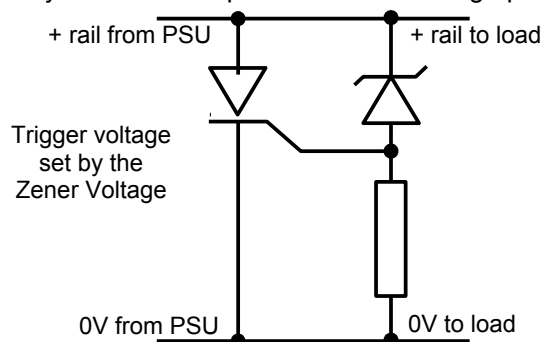 + rail from PSU
+ rail to load
Trigger voltage
set by the
Zener Voltage
0V from PSU
0V to load